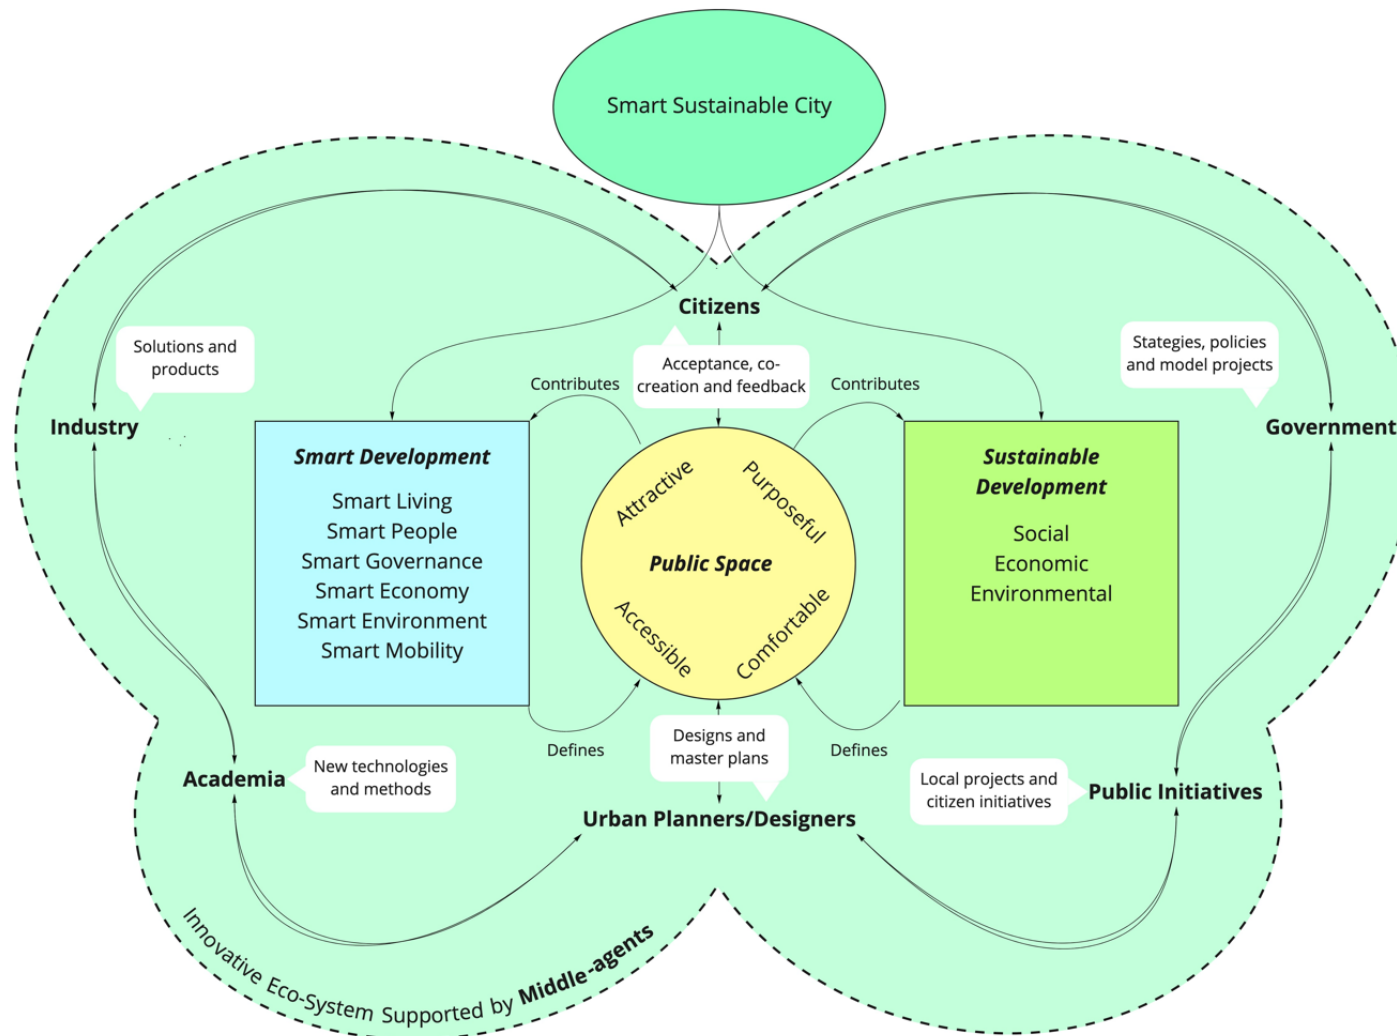 Smart Sustainable City
Citizens
Solutions and
products
Acceptance, co-
creation and feedback
Stategies, policies
and model projects
Contributes
Contributes
Industry
Government
Smart Development
Smart Living
Smart People
Smart Governance
Smart Economy
Smart Environment
Smart Mobility
Attractive
Purposeful
Public Space
Accessible
Comfortable
Sustainable
Development
Social
Economic
Environmental
Defines
Designs and
master plans
Defines
Academia
New technologies
and methods
Local projects and
citizen initiatives
Public Initiatives
Urban Planners/Designers
Innovative Eco-System Supported by Middle-agents